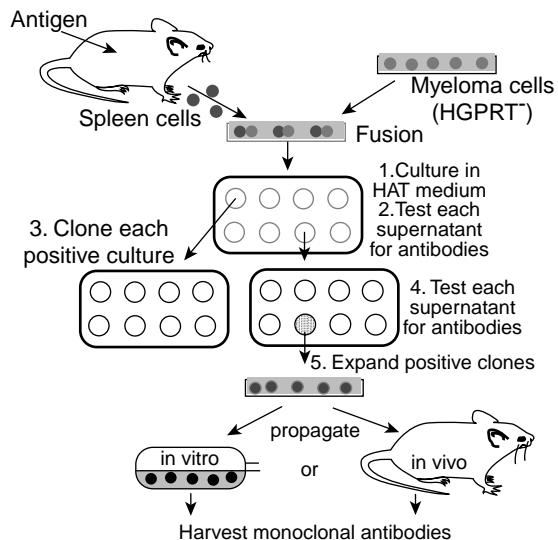 Antigen
Spleen cells
Myeloma cells
(HGPRT⁻)
Fusion
1.Culture in
HAT medium
2.Test each
supernatant
for antibodies
3. Clone each
positive culture
4. Test each
supernatant
for antibodies
5. Expand positive clones
propagate
in vitro
or
in vivo
Harvest monoclonal antibodies